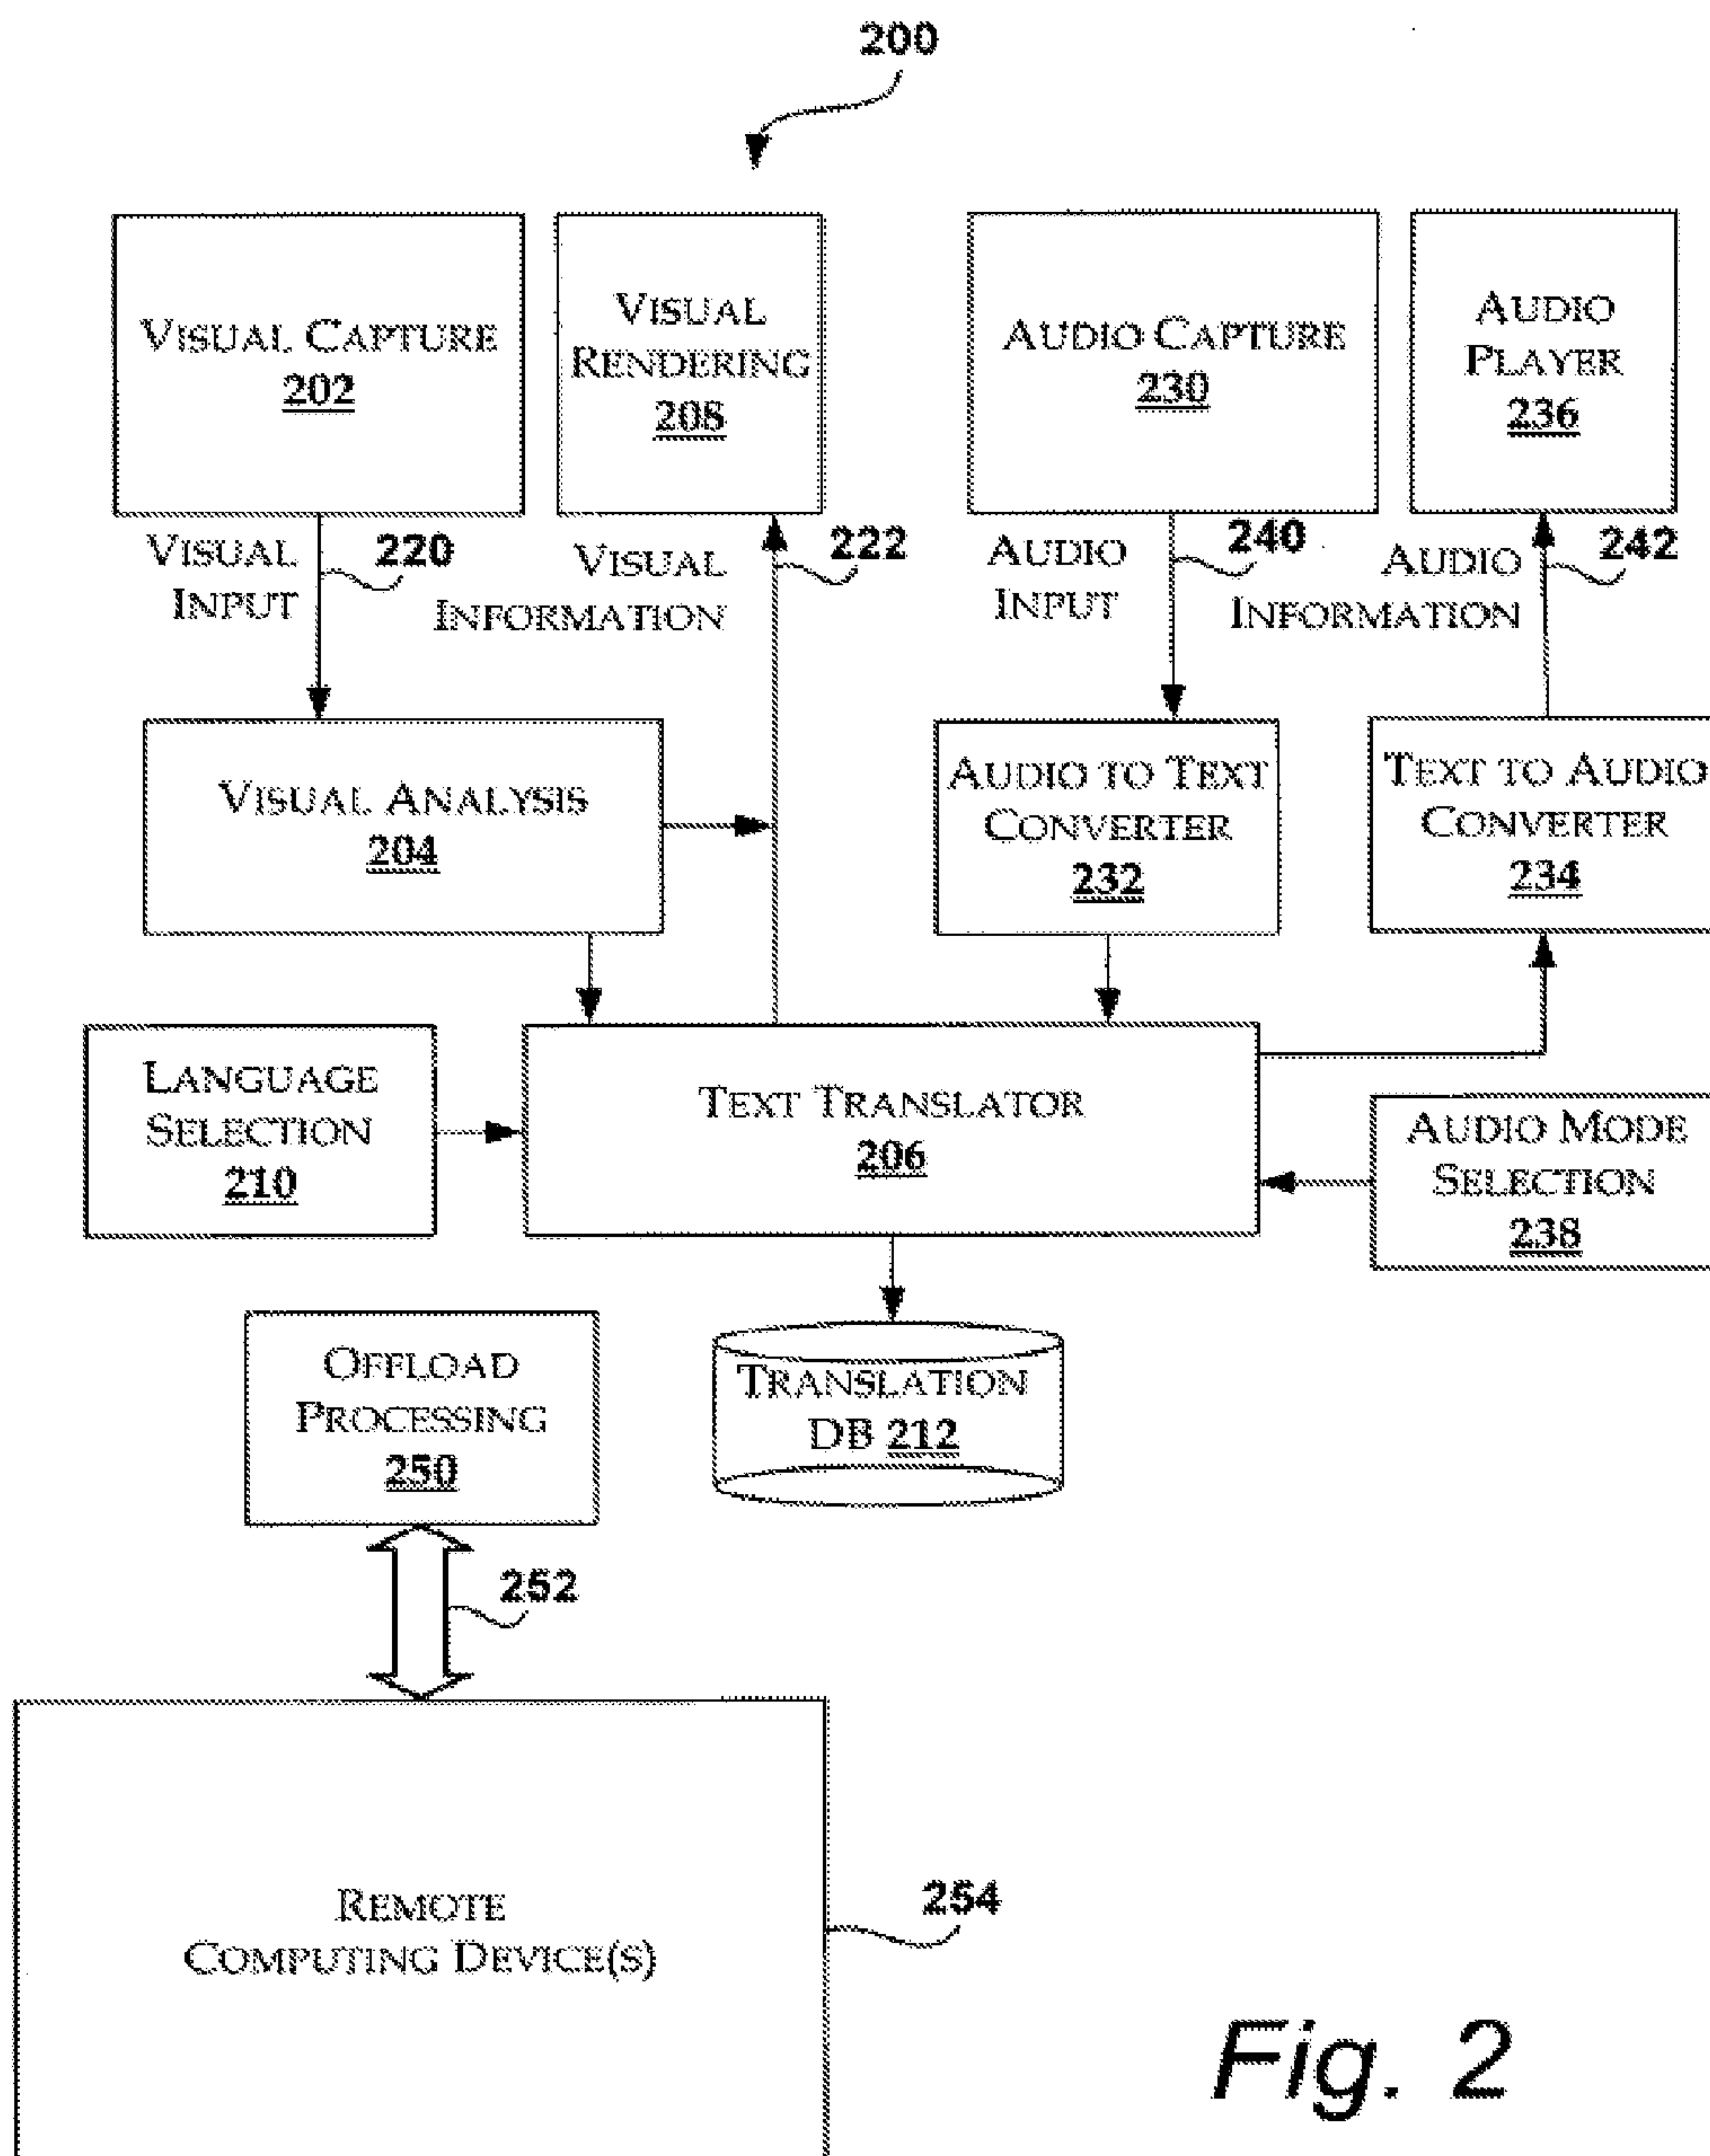 200
VISUAL CAPTURE
202
VISUAL
RENDERING
208
AUDIO CAPTURE
230
AUDIO
PLAYER
236
VISUAL
INPUT
220
VISUAL
INFORMATION
222
AUDIO
INPUT
240
AUDIO
INFORMATION
242
VISUAL ANALYSIS
204
AUDIO TO TEXT
CONVERTER
232
TEXT TO AUDIO
CONVERTER
234
LANGUAGE
SELECTION
210
TEXT TRANSLATOR
206
AUDIO MODE
SELECTION
238
OFFLOAD
PROCESSING
250
TRANSLATION
DB 212
252
REMOTE
COMPUTING DEVICE(S)
254
Fig. 2